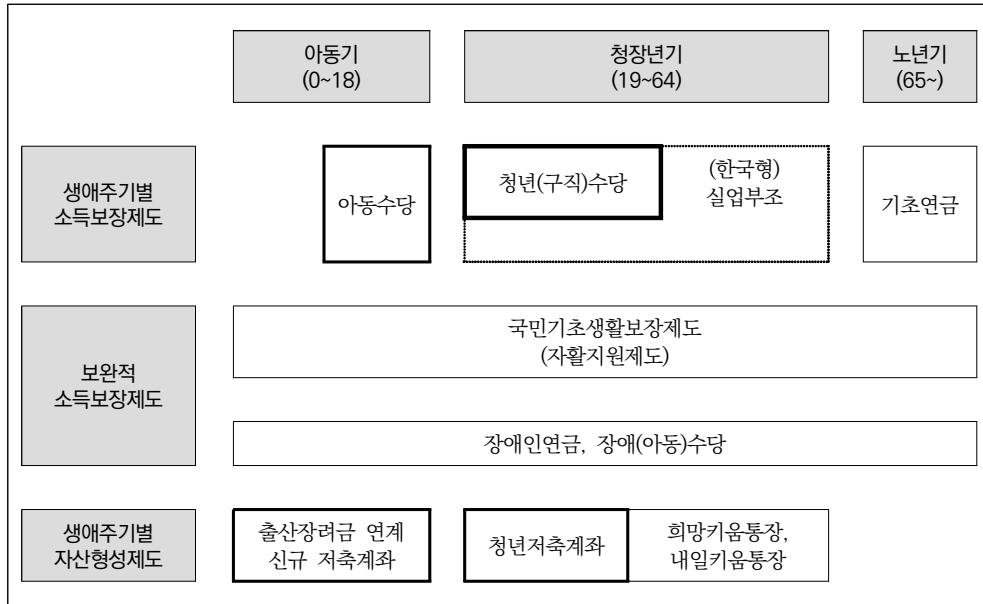 아동기
(0~18)
청장년기
(19~64)
노년기
(65~)
생애주기별
소득보장제도
아동수당
청년(구직)수당
(한국형)
실업부조
기초연금
보완적
소득보장제도
국민기초생활보장제도
(자활지원제도)
장애인연금, 장애(아동)수당
생애주기별
자산형성제도
출산장려금 연계
신규 저축계좌
청년저축계좌
희망키움통장,
내일키움통장